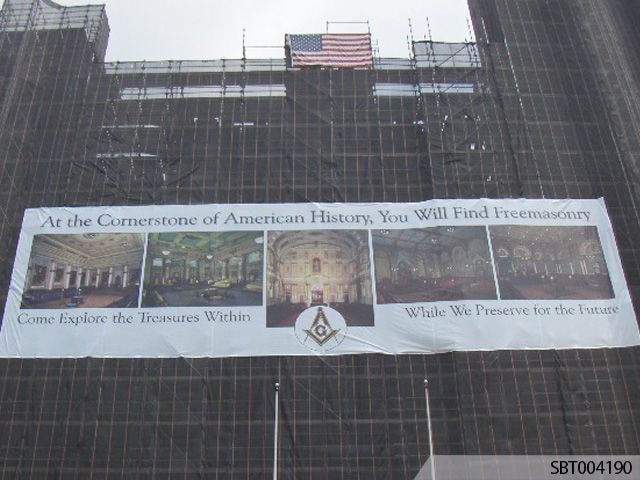 At the Cornerstone of American History, You Will Find Freemasonry
Come Explore the Treasures Within
While We Preserve for the Future
G
SBT004190